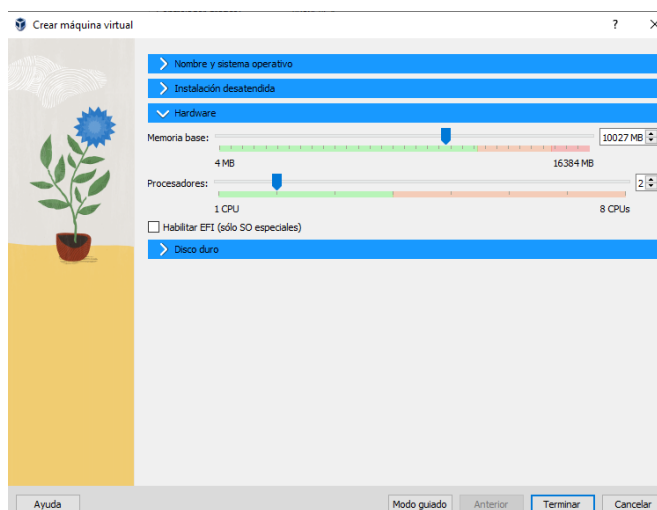 Crear máquina virtual
Nombre y sistema operativo
Instalación desatendida
Hardware
Memoria base: 10027 MB
4 MB 16384 MB
Procesadores: 2
1 CPU 8 CPUs
Habilitar EFI (sólo SO especiales)
Disco duro
Ayuda Modo guiado Anterior Terminar Cancelar